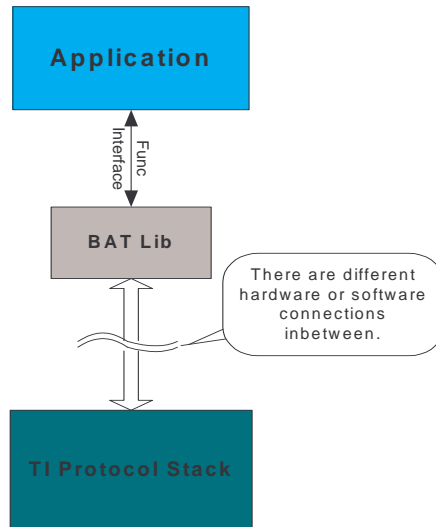 Application
Func
Interface
BAT Lib
There are different
hardware or software
connections
inbetween.
TI Protocol Stack